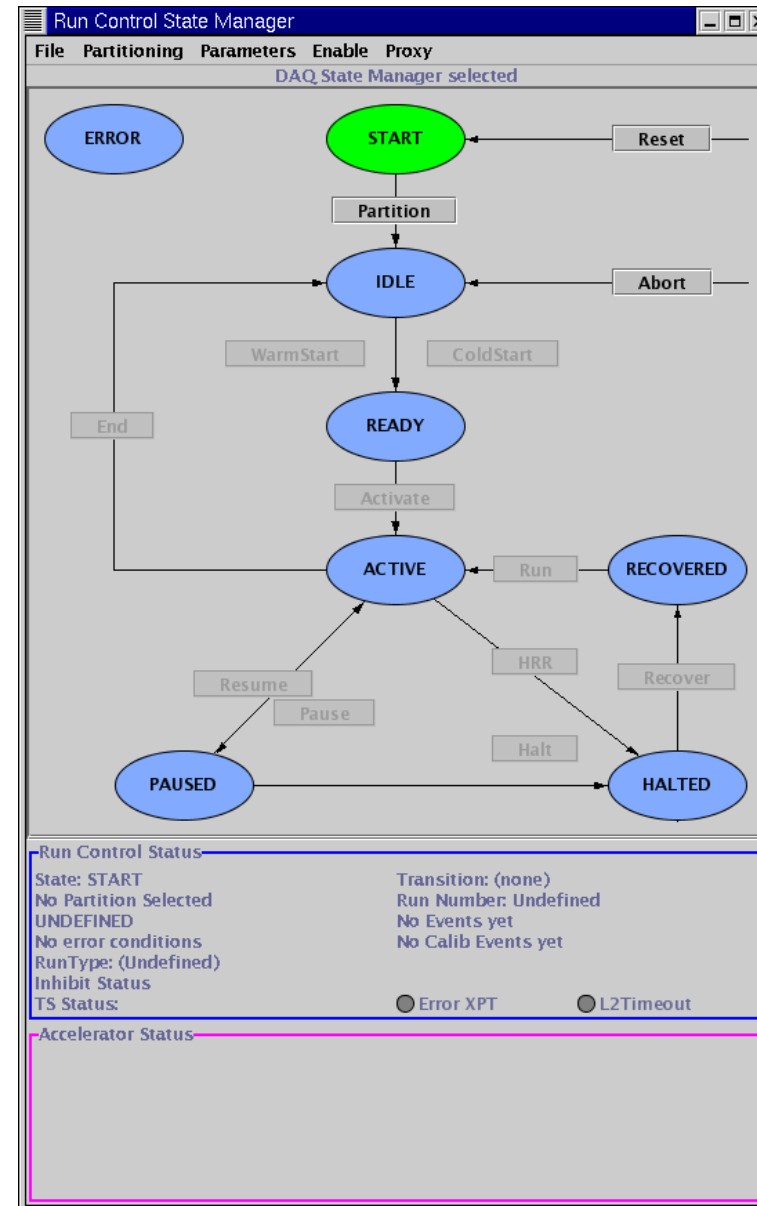 Run Control State Manager
File Partitioning Parameters Enable Proxy
DAQ State Manager selected
ERROR START Reset
Partition
IDLE Abort
WarmStart ColdStart
End READY
Activate
ACTIVE Run RECOVERED
HRR
Resume Recover
Pause
Halt
PAUSED HALTED
Run Control Status
State: START Transition: (none)
No Partition Selected Run Number: Undefined
UNDEFINED No Events yet
No error conditions No Calib Events yet
RunType: (Undefined)
Inhibit Status
TS Status: Error XPT L2Timeout
Accelerator Status